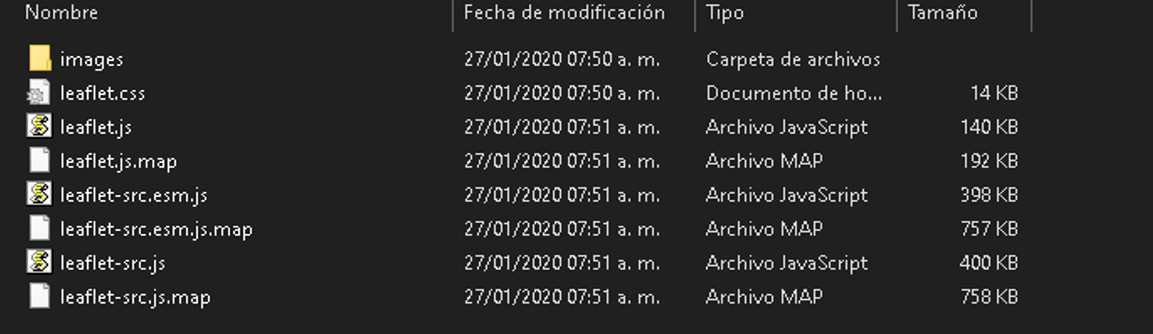 Nombre Fecha de modificación Tipo Tamaño
images 27/01/2020 07:50 a. m. Carpeta de archivos
leaflet.css 27/01/2020 07:50 a. m. Documento de ho... 14 KB
leaflet.js 27/01/2020 07:51 a. m. Archivo JavaScript 140 KB
leaflet.js.map 27/01/2020 07:51 a. m. Archivo MAP 192 KB
leaflet-src.esm.js 27/01/2020 07:51 a. m. Archivo JavaScript 398 KB
leaflet-src.esm.js.map 27/01/2020 07:51 a. m. Archivo MAP 757 KB
leaflet-src.js 27/01/2020 07:51 a. m. Archivo JavaScript 400 KB
leaflet-src.js.map 27/01/2020 07:51 a. m. Archivo MAP 758 KB